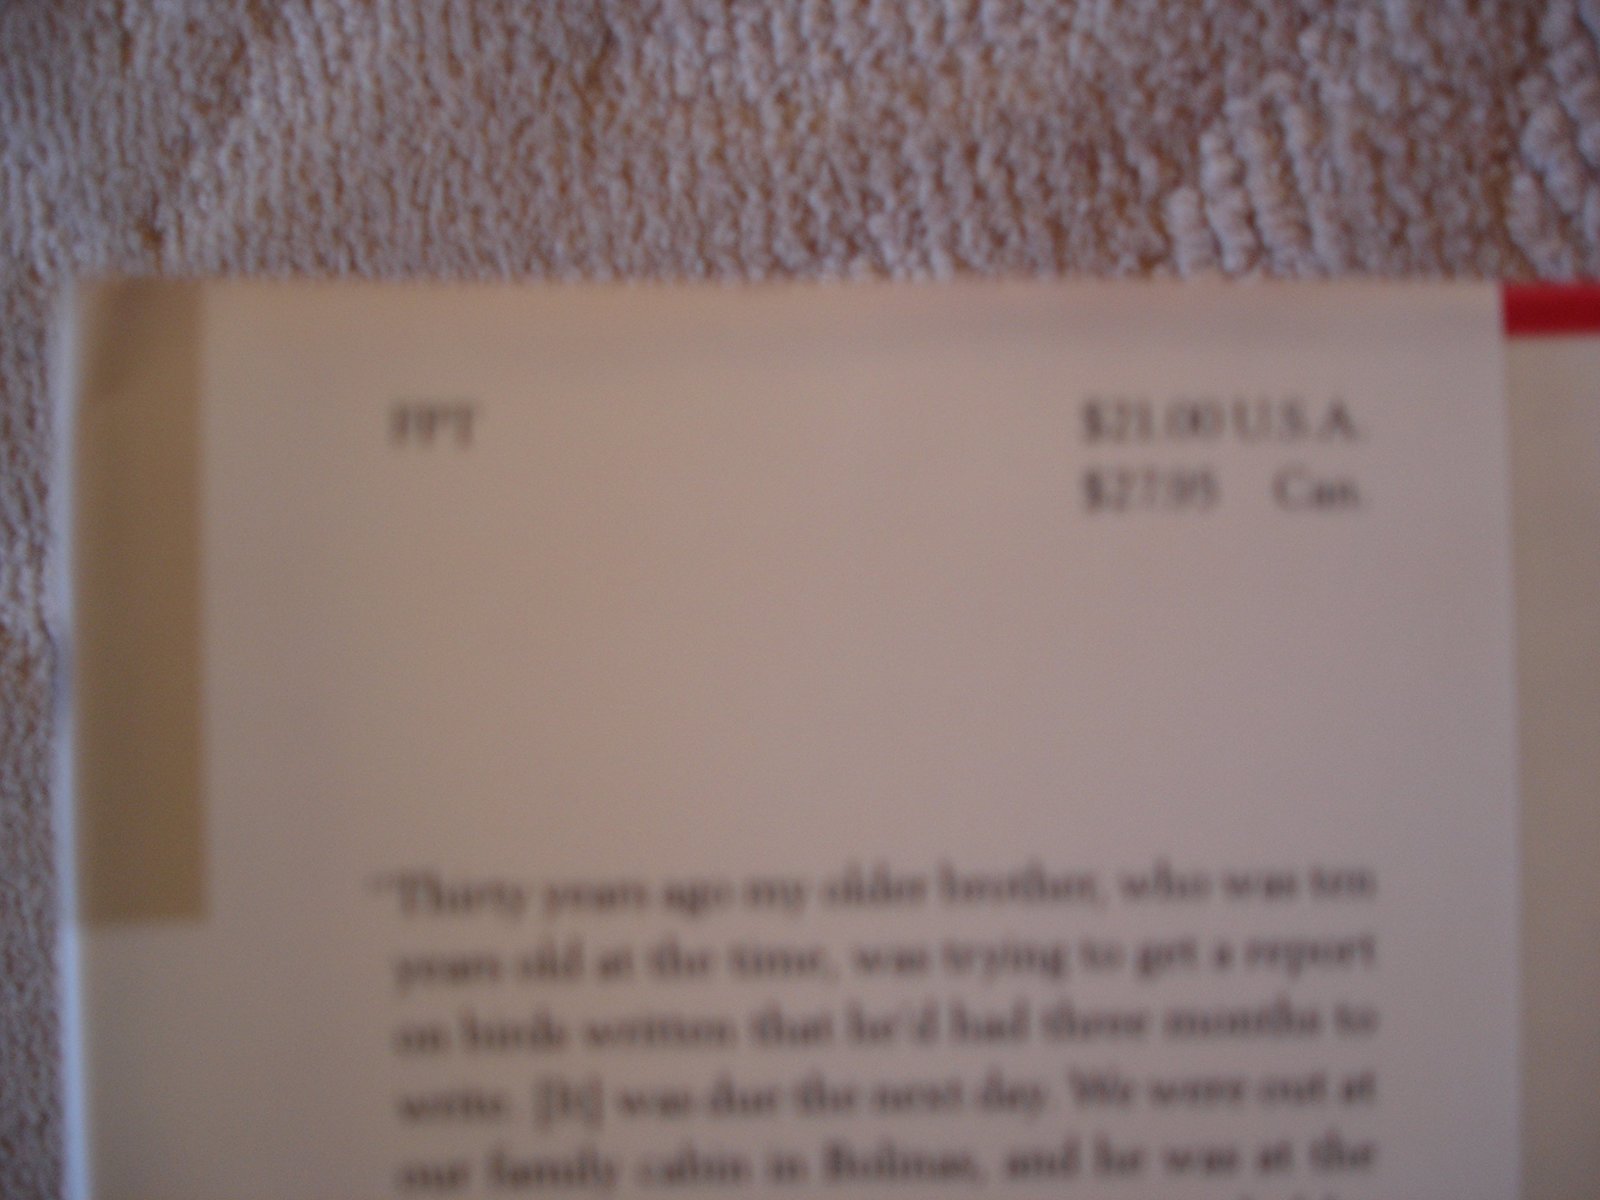 FPT
$21.00 U.S.A.
$27.95 Can.
"Thirty years ago my older brother, who was ten
years old at the time, was trying to get a report
on birds written that he'd had three months to
write. [It] was due the next day. We were out at
our family cabin in Bolinas, and he was at the